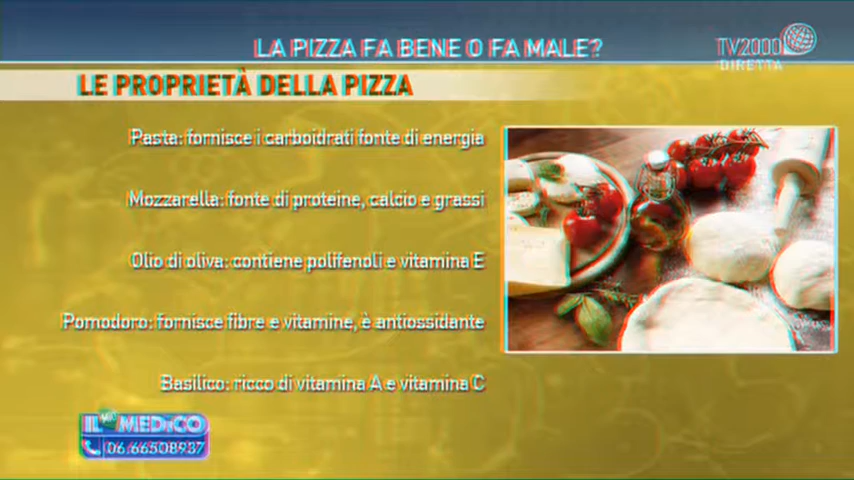 LA PIZZA FA BENE O FA MALE?
TV2000
DIRETTA
LE PROPRIETÀ DELLA PIZZA
Pasta: fornisce i carboidrati fonte di energia
Mozzarella: fonte di proteine, calcio e grassi
Olio di oliva: contiene polifenoli e vitamina E
Pomodoro: fornisce fibre e vitamine, è antiossidante
Basilico: ricco di vitamina A e vitamina C
IL MIO MEDICO
06.66508937